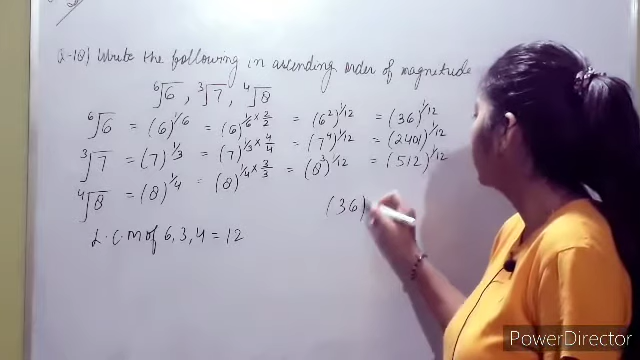 Q-18) Write the following in ascending order of magnitude
⁶√6, ³√7, ⁴√8
⁶√6 = (6)^1/6 = (6)^1/6 × 2/2 = (6²)^1/12 = (36)^1/12
³√7 = (7)^1/3 = (7)^1/3 × 4/4 = (7⁴)^1/12 = (2401)^1/12
⁴√8 = (8)^1/4 = (8)^1/4 × 3/3 = (8³)^1/12 = (512)^1/12
(36)
L.C.M of 6, 3, 4 = 12
PowerDirector